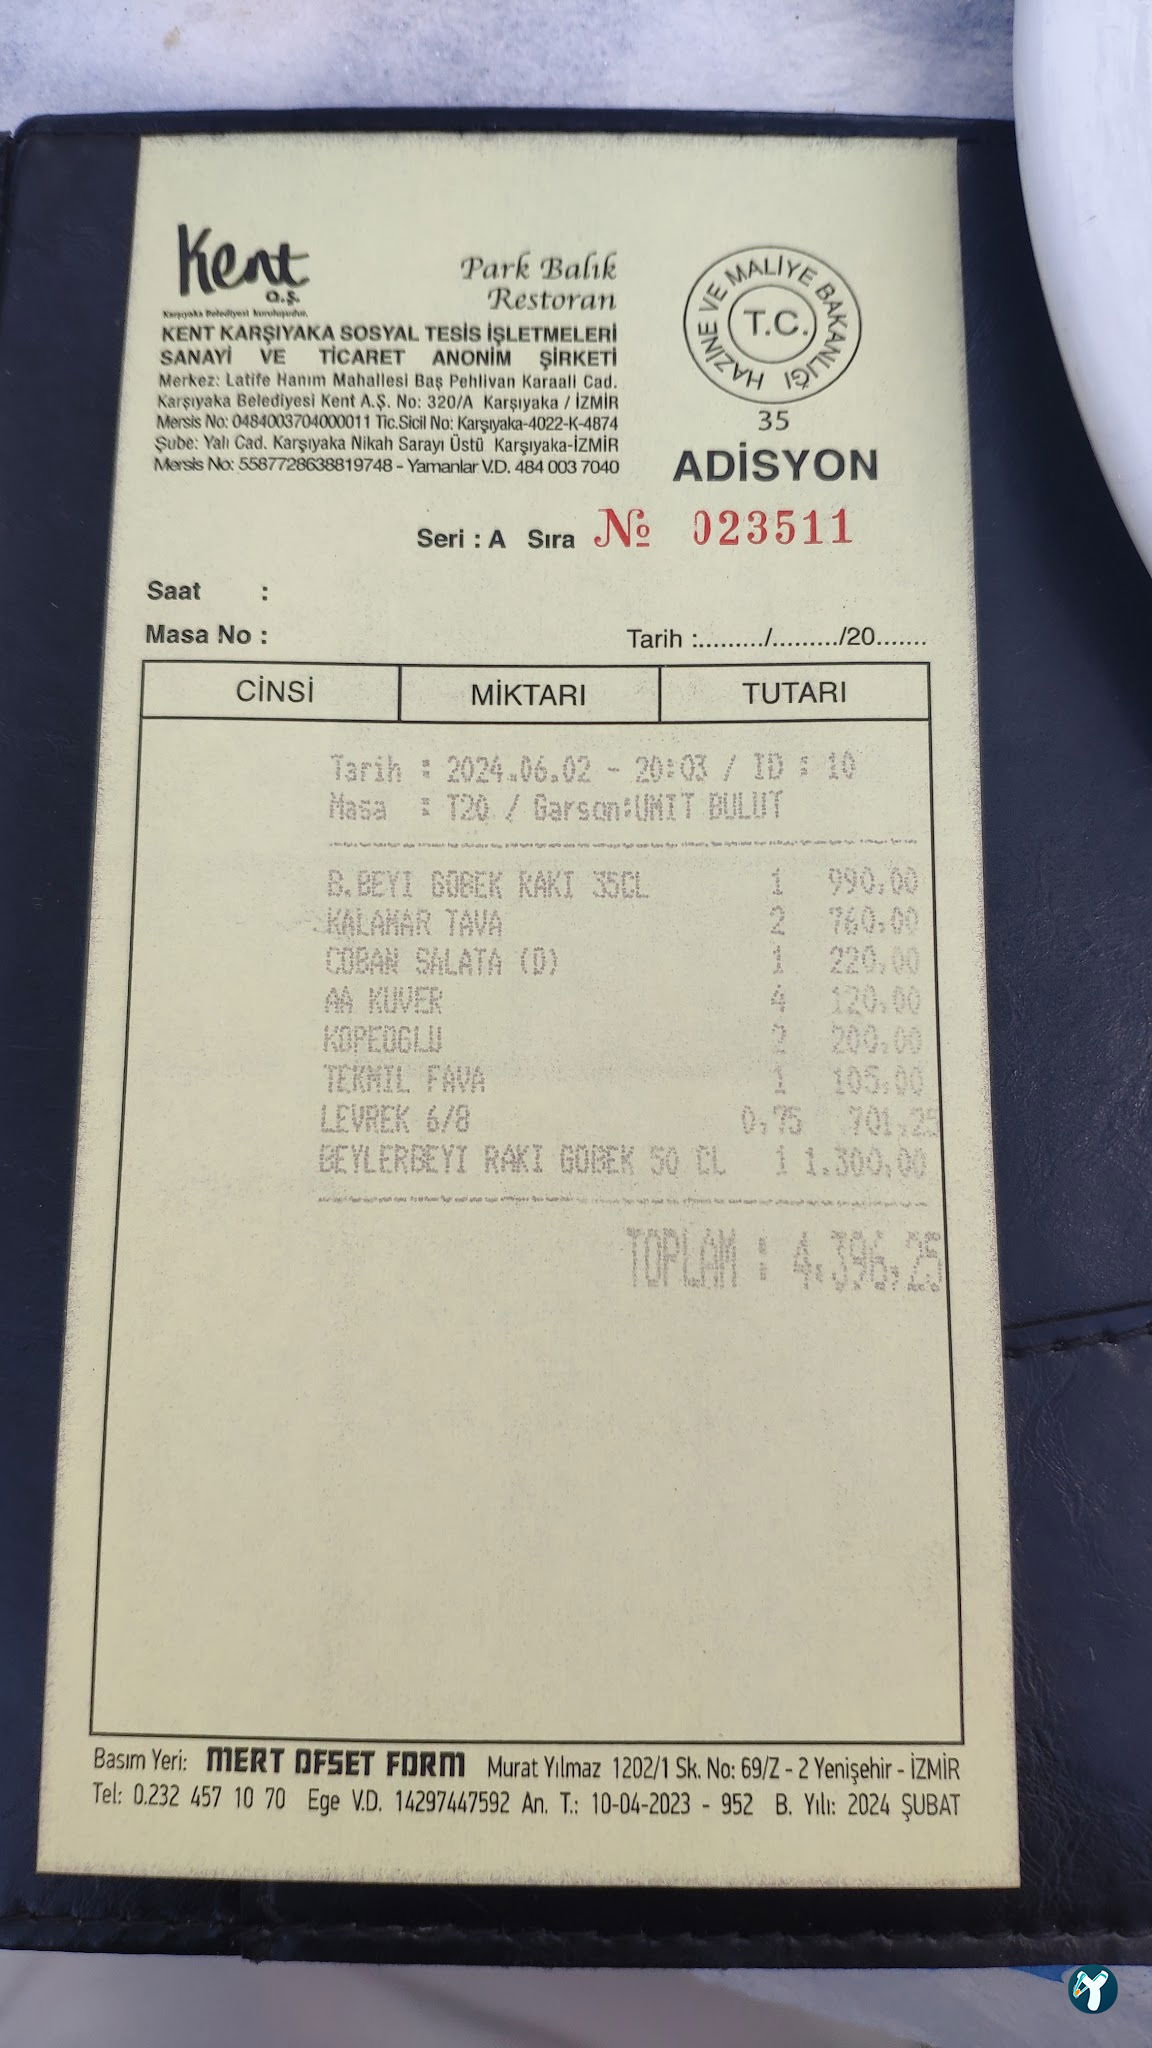 Kent
A.Ş.
Karşıyaka Belediyesi kuruluşudur.
Park Balık
Restoran
KENT KARŞIYAKA SOSYAL TESİS İŞLETMELERİ
SANAYİ VE TİCARET ANONİM ŞİRKETİ
Merkez: Latife Hanım Mahallesi Baş Pehlivan Karaali Cad.
Karşıyaka Belediyesi Kent A.Ş. No: 320/A Karşıyaka / İZMİR
Mersis No: 0484003704000011 Tic.Sicil No: Karşıyaka-4022-K-4874
Şube: Yalı Cad. Karşıyaka Nikah Sarayı Üstü Karşıyaka-İZMİR
Mersis No: 5587728638819748 - Yamanlar V.D. 484 003 7040
HAZİNE VE MALİYE BAKANLIĞI
T.C.
35
ADİSYON
Seri : A Sıra № 023511
Saat :
Masa No : Tarih :........./........./20.......
CİNSİ MİKTARI TUTARI
Tarih : 2024.06.02 - 20:03 / ID : 10
Masa : T20 / Garson:UMIT BULUT
B.BEYI GOBEK RAKI 35CL 1 990,00
KALAMAR TAVA 2 760,00
COBAN SALATA (D) 1 220,00
AA KUVER 4 120,00
KOPEOGLU 2 200,00
TEKMIL FAVA 1 105,00
LEVREK 6/8 0,75 701,25
BEYLERBEYI RAKI GOBEK 50 CL 1 1.300,00
TOPLAM : 4.396,25
Basım Yeri: MERT OFSET FORM Murat Yılmaz 1202/1 Sk. No: 69/Z - 2 Yenişehir - İZMİR
Tel: 0.232 457 10 70 Ege V.D. 14297447592 An. T.: 10-04-2023 - 952 B. Yılı: 2024 ŞUBAT